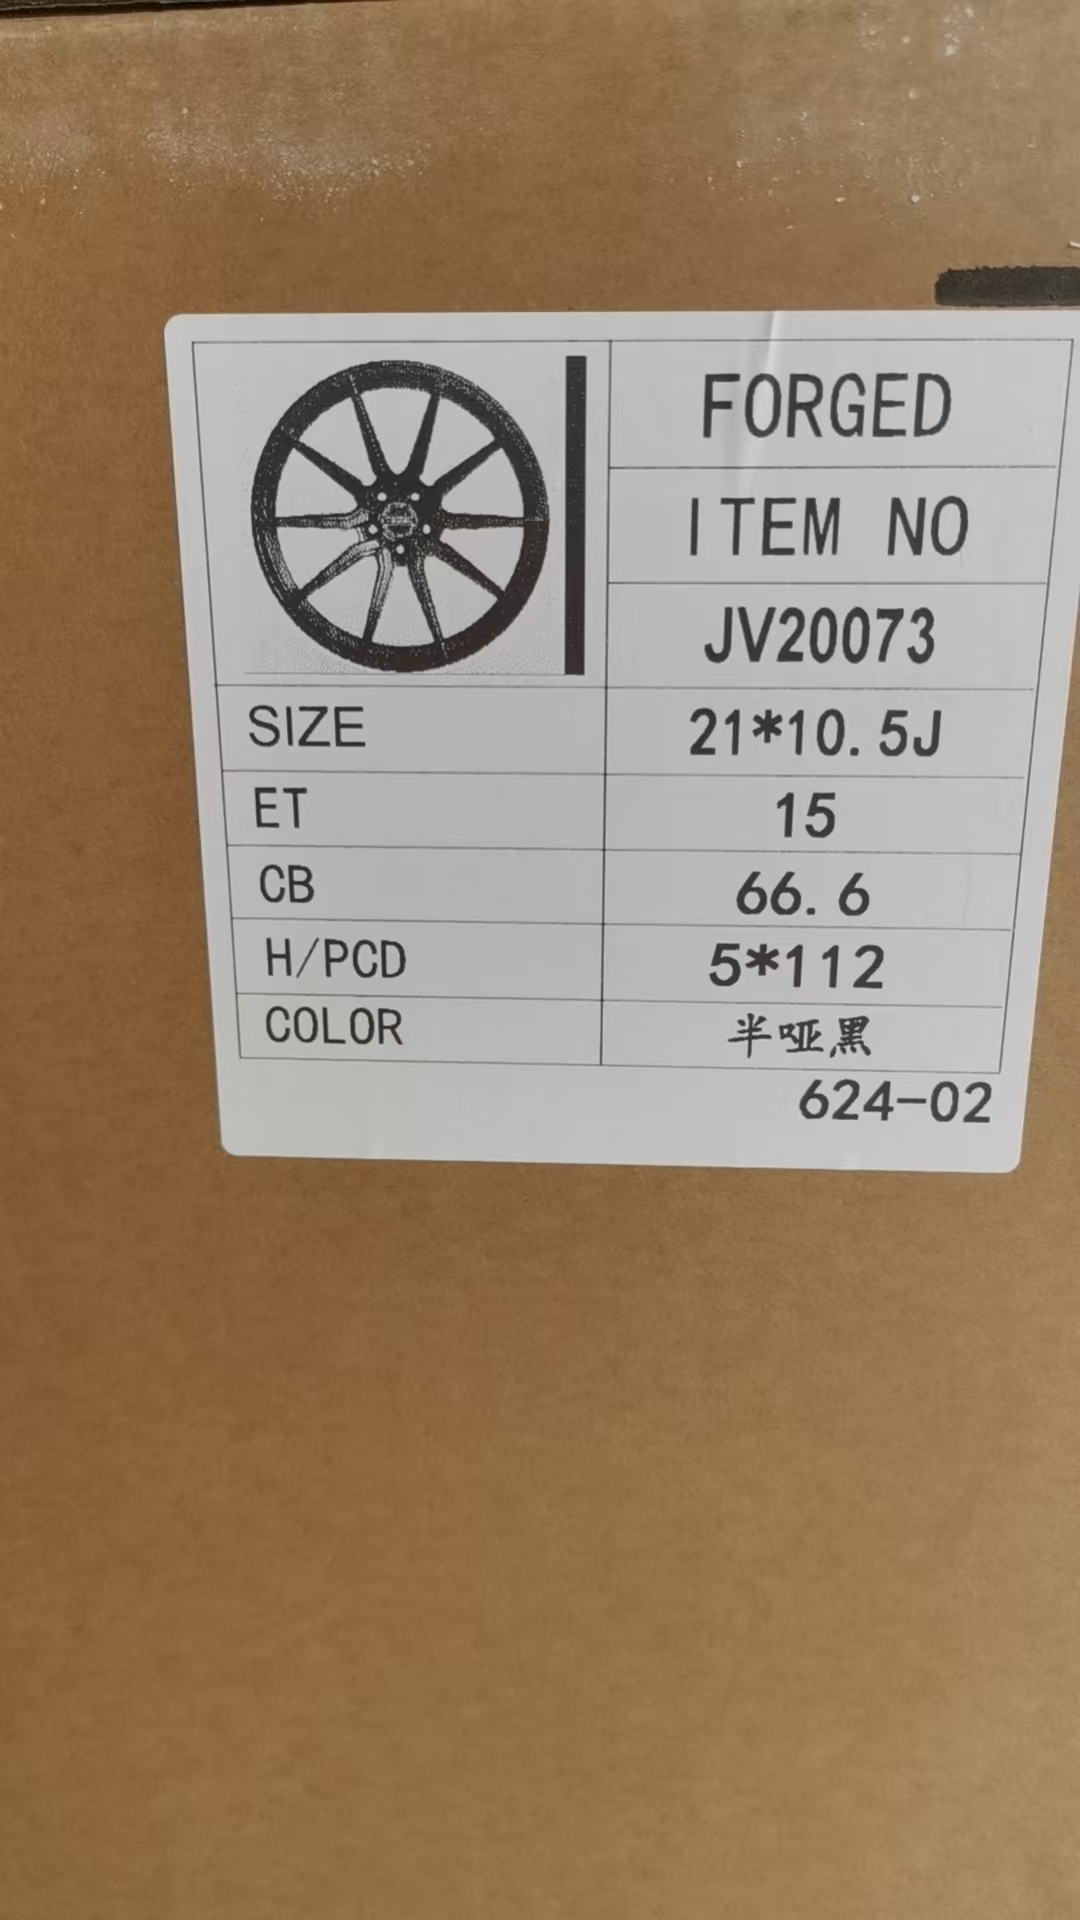 FORGED
ITEM NO
JV20073
SIZE 21*10.5J
ET 15
CB 66.6
H/PCD 5*112
COLOR 半哑黑
624-02